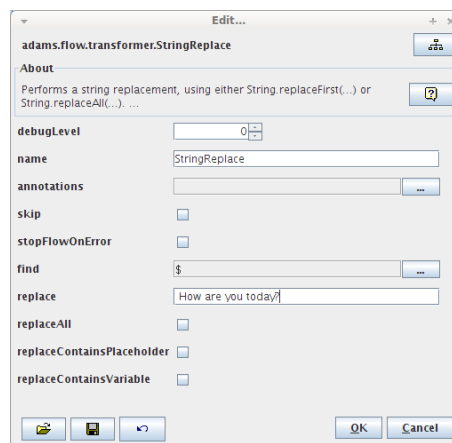 Edit...
adams.flow.transformer.StringReplace
About
Performs a string replacement, using either String.replaceFirst(...) or
String.replaceAll(...). ...
debugLevel 0
name StringReplace
annotations ...
skip
stopFlowOnError
find $ ...
replace How are you today?
replaceAll
replaceContainsPlaceholder
replaceContainsVariable
OK Cancel